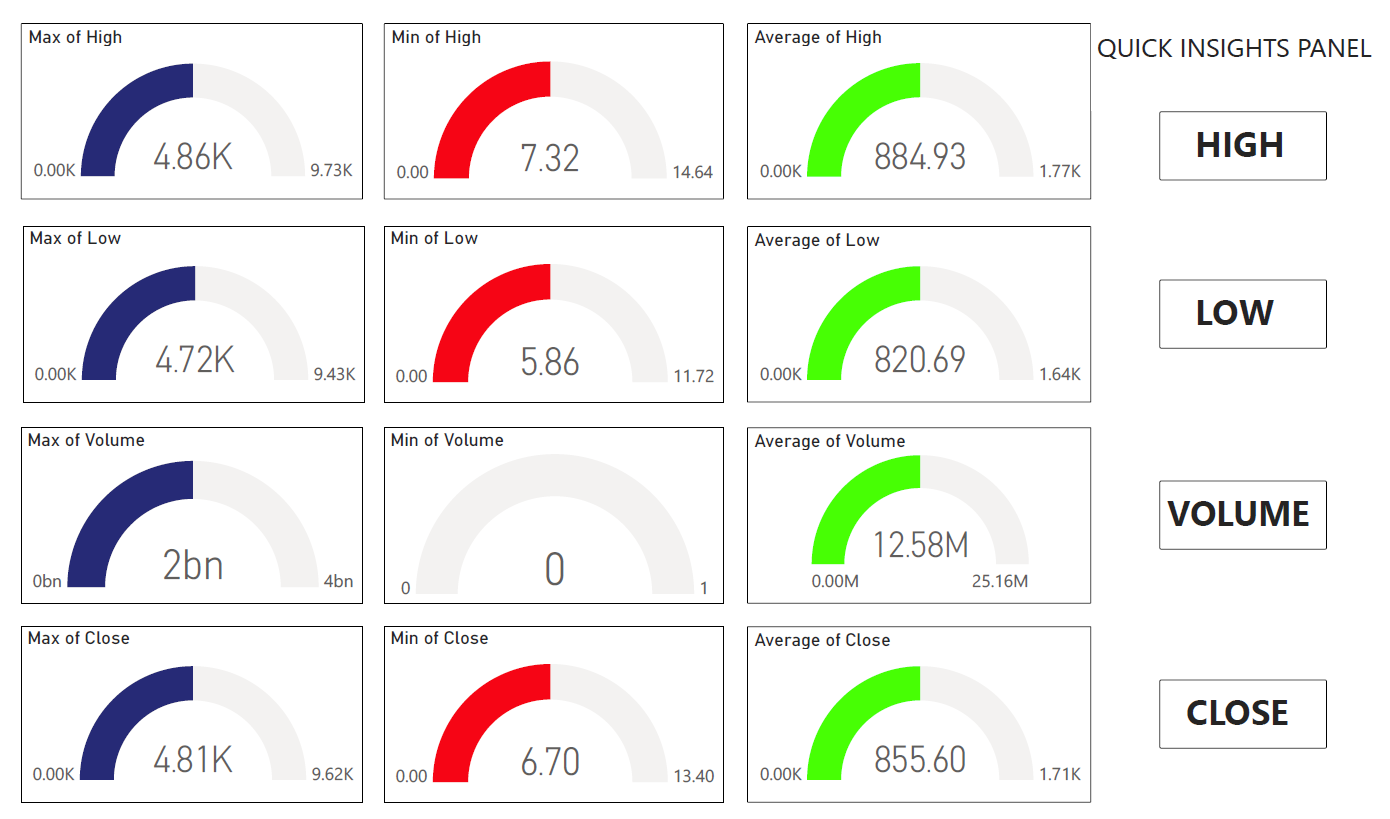 Max of High
4.86K
0.00K
9.73K
Min of High
7.32
0.00
14.64
Average of High
884.93
0.00K
1.77K
QUICK INSIGHTS PANEL
HIGH
Max of Low
4.72K
0.00K
9.43K
Min of Low
5.86
0.00
11.72
Average of Low
820.69
0.00K
1.64K
LOW
Max of Volume
2bn
0bn
4bn
Min of Volume
0
0
1
Average of Volume
12.58M
0.00M
25.16M
VOLUME
Max of Close
4.81K
0.00K
9.62K
Min of Close
6.70
0.00
13.40
Average of Close
855.60
0.00K
1.71K
CLOSE